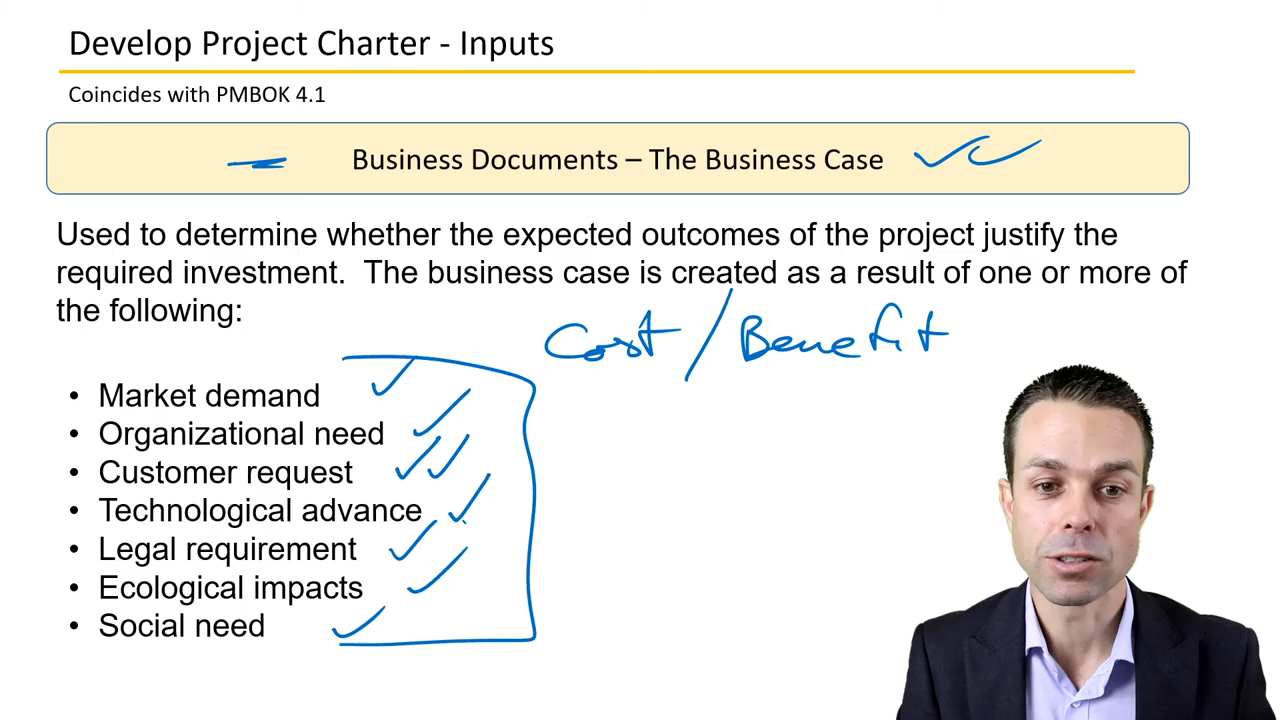 Develop Project Charter - Inputs
Coincides with PMBOK 4.1
Business Documents – The Business Case
Used to determine whether the expected outcomes of the project justify the
required investment.  The business case is created as a result of one or more of
the following:
Cost / Benefit
• Market demand
• Organizational need
• Customer request
• Technological advance
• Legal requirement
• Ecological impacts
• Social need